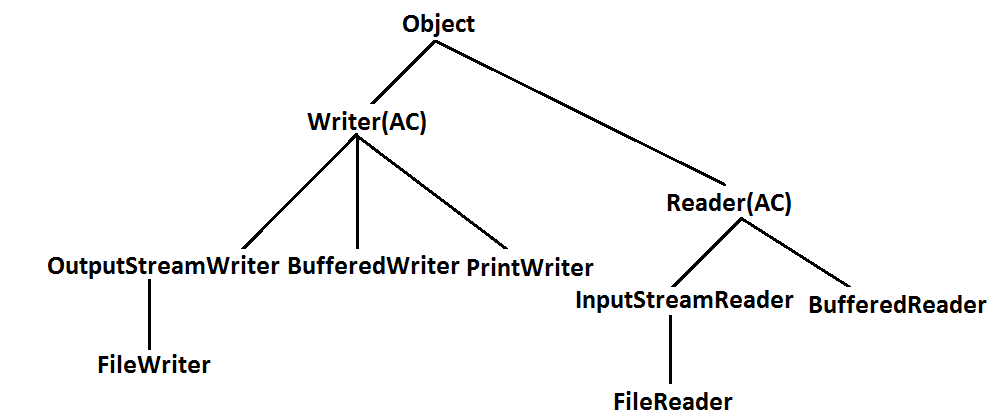 Object
Writer(AC)
Reader(AC)
OutputStreamWriter BufferedWriter PrintWriter
InputStreamReader BufferedReader
FileWriter
FileReader